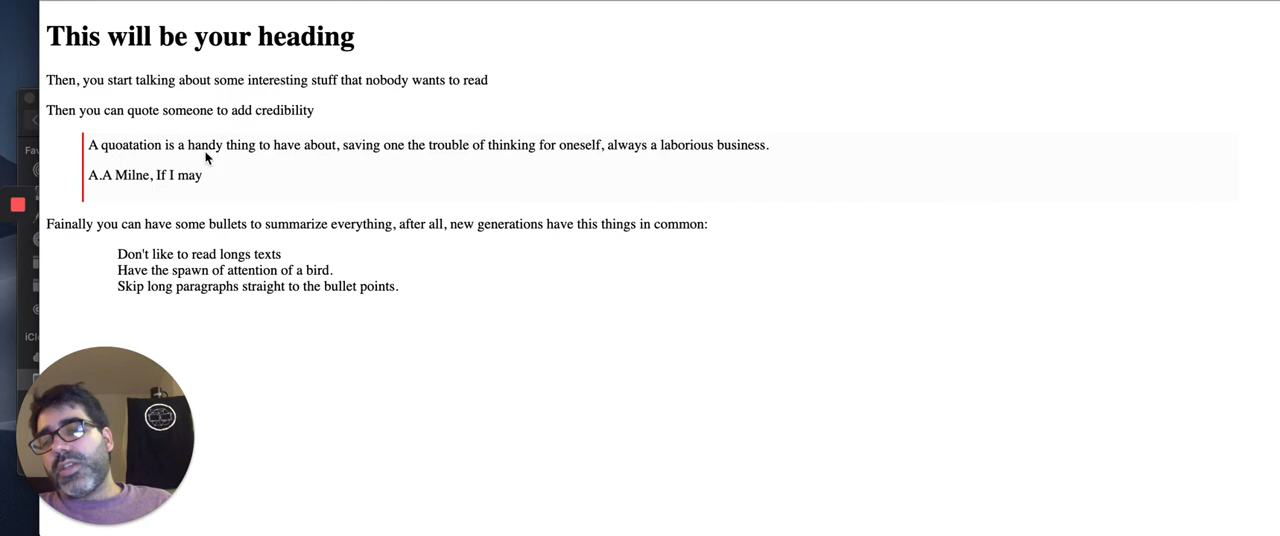 This will be your heading
Then, you start talking about some interesting stuff that nobody wants to read
Then you can quote someone to add credibility
A quoatation is a handy thing to have about, saving one the trouble of thinking for oneself, always a laborious business.
A.A Milne, If I may
Fainally you can have some bullets to summarize everything, after all, new generations have this things in common:
Don't like to read longs texts
Have the spawn of attention of a bird.
Skip long paragraphs straight to the bullet points.
Fav
iClo